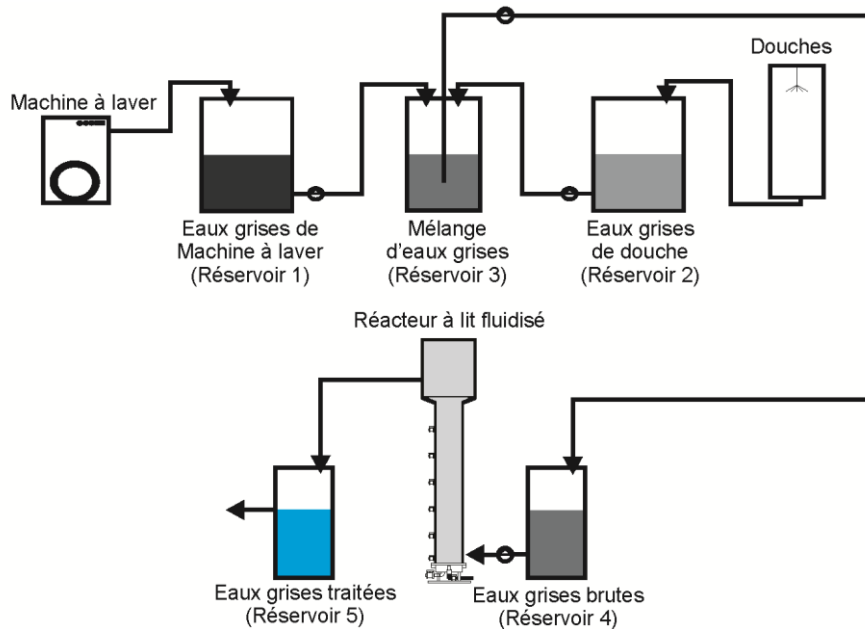 Douches
Machine à laver
Eaux grises de
Machine à laver
(Réservoir 1)
Mélange
d'eaux grises
(Réservoir 3)
Eaux grises
de douche
(Réservoir 2)
Réacteur à lit fluidisé
Eaux grises traitées
(Réservoir 5)
Eaux grises brutes
(Réservoir 4)